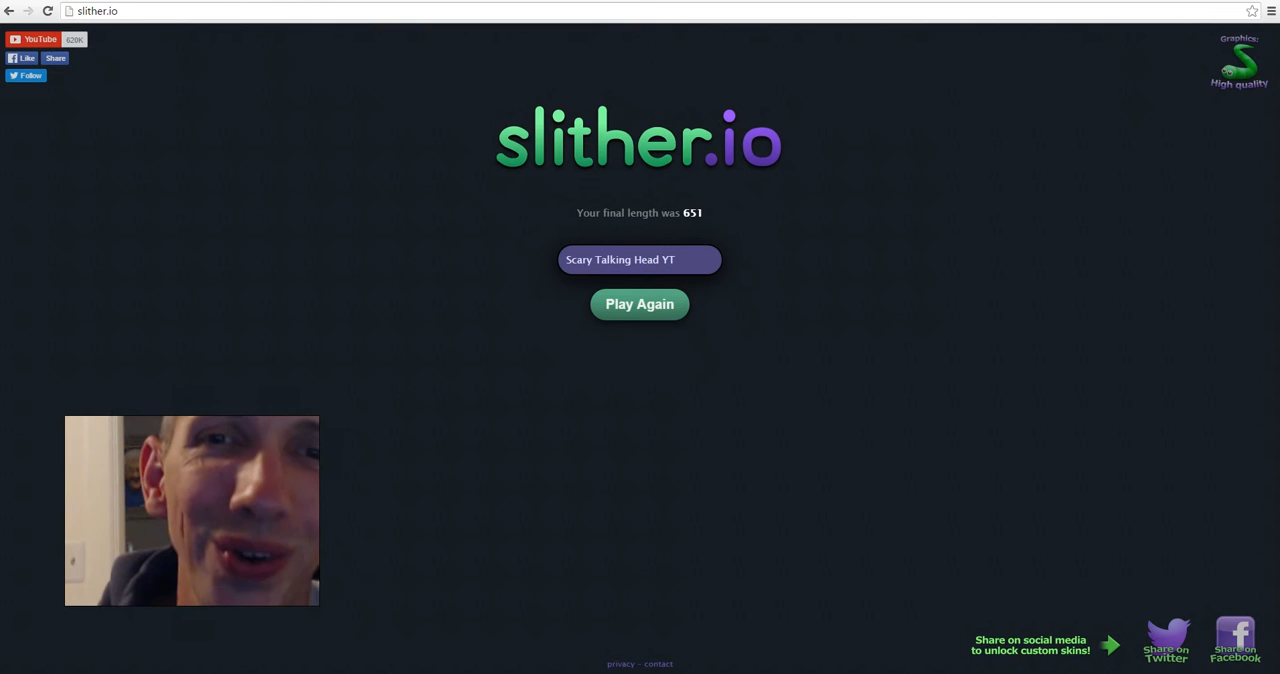 slither.io
YouTube 620K
Like Share
Follow
Graphics:
High quality
slither.io
Your final length was 651
Scary Talking Head YT
Play Again
Share on social media
to unlock custom skins!
Share on
Twitter
Share on
Facebook
privacy - contact